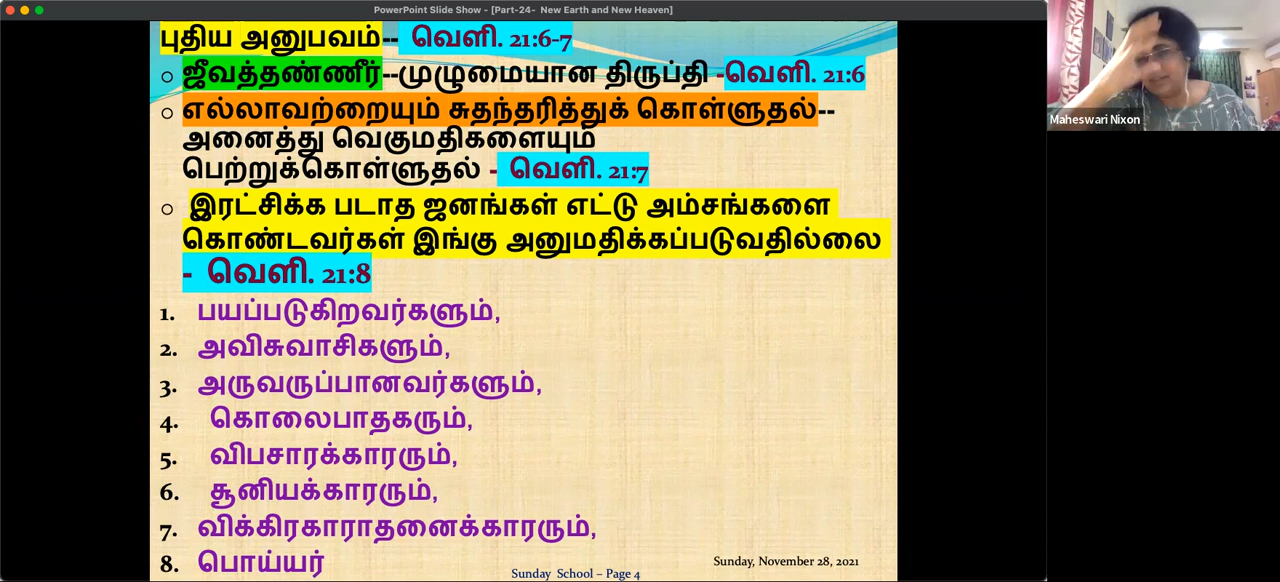 PowerPoint Slide Show - [Part-24-  New Earth and New Heaven]
புதிய அனுபவம்--  வெளி. 21:6-7
○ ஜீவத்தண்ணீர்--முழுமையான திருப்தி -வெளி. 21:6
○ எல்லாவற்றையும் சுதந்தரித்துக் கொள்ளுதல்--
அனைத்து வெகுமதிகளையும்
பெற்றுக்கொள்ளுதல் -  வெளி. 21:7
○ இரட்சிக்க படாத ஜனங்கள் எட்டு அம்சங்களை
கொண்டவர்கள் இங்கு அனுமதிக்கப்படுவதில்லை
-  வெளி. 21:8
1. பயப்படுகிறவர்களும்,
2. அவிசுவாசிகளும்,
3. அருவருப்பானவர்களும்,
4. கொலைபாதகரும்,
5. விபசாரக்காரரும்,
6. சூனியக்காரரும்,
7. விக்கிரகாராதனைக்காரரும்,
8. பொய்யர்
Sunday, November 28, 2021
Sunday  School – Page 4
Maheswari Nixon